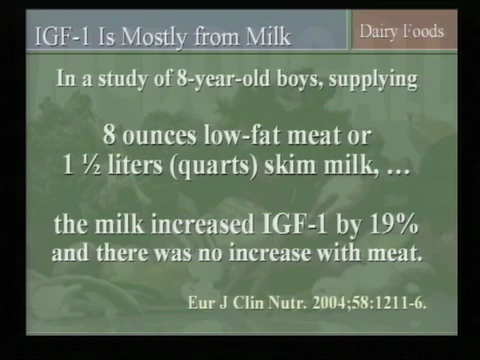 IGF-1 Is Mostly from Milk
Dairy Foods
In a study of 8-year-old boys, supplying
8 ounces low-fat meat or
1 ½ liters (quarts) skim milk, ...
the milk increased IGF-1 by 19%
and there was no increase with meat.
Eur J Clin Nutr. 2004;58:1211-6.